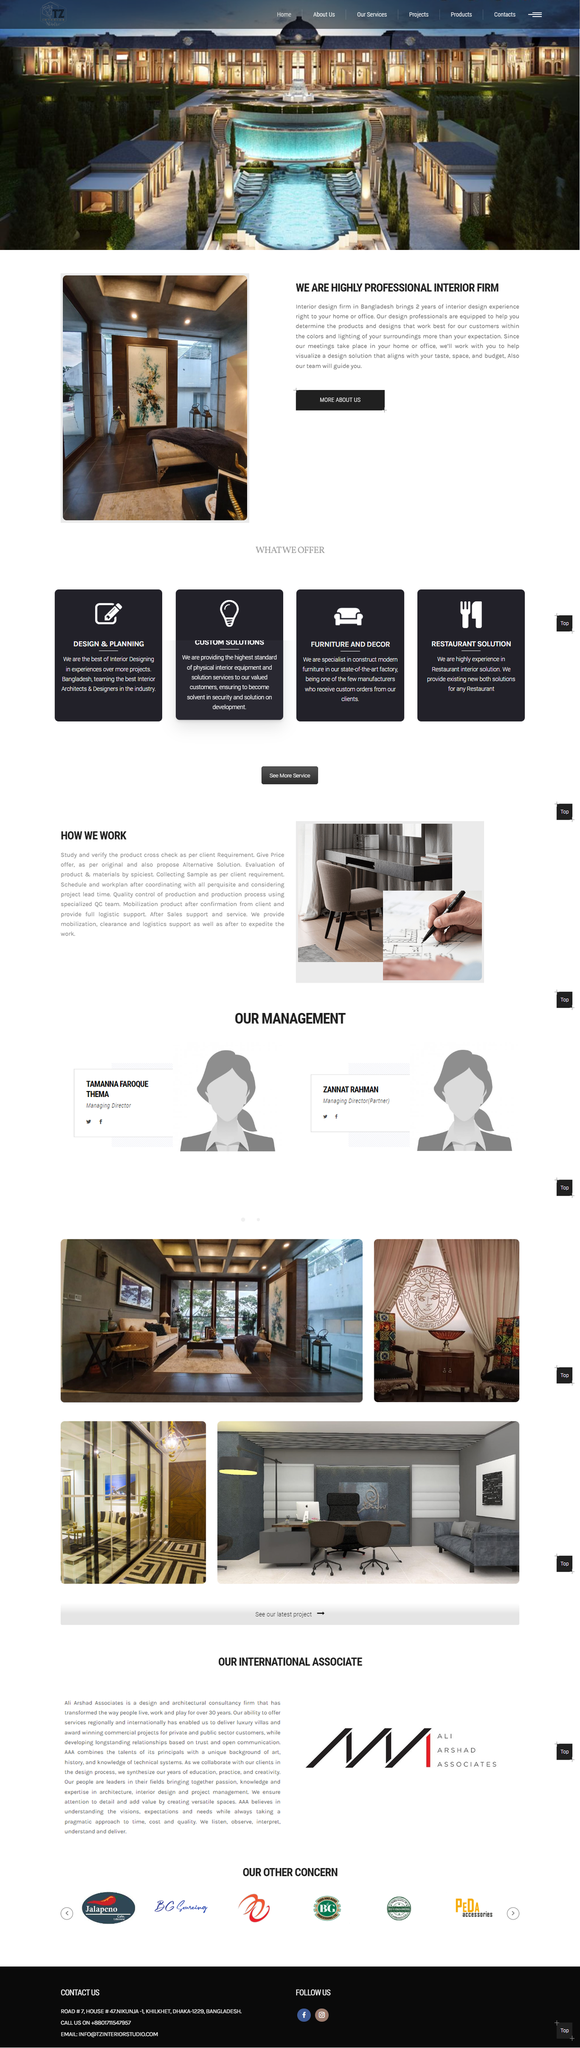 TZ
Home
About Us
Our Services
Projects
Products
Contacts
WE ARE HIGHLY PROFESSIONAL INTERIOR FIRM
Interior design firm in Bangladesh brings 2 years of interior design experience
right to your home or office. Our design professionals are equipped to help you
determine the products and designs that work best for our customers within
the colors and lighting of your surroundings more than your expectation. Since
our meetings take place in your home or office, we'll work with you to help
visualize a design solution that aligns with your taste, space, and budget, Also
our team will guide you.
MORE ABOUT US
WHAT WE OFFER
DESIGN & PLANNING
We are the best of Interior Designing
in experiences over more projects.
Bangladesh, teaming the best Interior
Architects & Designers in the industry.
CUSTOM SOLUTIONS
We are providing the highest standard
of physical interior equipment and
solution services to our valued
customers, ensuring to become
solvent in security and solution on
development.
FURNITURE AND DECOR
We are specialist in construct modern
furniture in our state-of-the-art factory,
being one of the few manufacturers
who receive custom orders from our
clients.
RESTAURANT SOLUTION
We are highly experience in
Restaurant interior solution. We
provide existing new both solutions
for any Restaurant
Top
See More Service
Top
HOW WE WORK
Study and verify the product cross check as per client Requirement. Give Price
offer, as per original and also propose Alternative Solution. Evaluation of
product & materials by spiciest. Collecting Sample as per client requirement.
Schedule and workplan after coordinating with all perquisite and considering
project lead time. Quality control of production and production process using
specialized QC team. Mobilization product after confirmation from client and
provide full logistic support. After Sales support and service. We provide
mobilization, clearance and logistics support as well as after to expedite the
work.
Top
OUR MANAGEMENT
TAMANNA FAROQUE
THEMA
Managing Director
ZANNAT RAHMAN
Managing Director(Partner)
Top
Top
Top
See our latest project
OUR INTERNATIONAL ASSOCIATE
Ali Arshad Associates is a design and architectural consultancy firm that has
transformed the way people live, work and play for over 30 years. Our ability to offer
services regionally and internationally has enabled us to deliver luxury villas and
award winning commercial projects for private and public sector customers, while
developing longstanding relationships based on trust and open communication.
AAA combines the talents of its principals with a unique background of art,
history, and knowledge of technical systems. As we collaborate with our clients in
the design process, we synthesize our years of education, practice, and creativity.
Our people are leaders in their fields bringing together passion, knowledge and
expertise in architecture, interior design and project management. We ensure
attention to detail and add value by creating versatile spaces. AAA believes in
understanding the visions, expectations and needs while always taking a
pragmatic approach to time, cost and quality. We listen, observe, interpret,
understand and deliver.
ALI
ARSHAD
ASSOCIATES
Top
OUR OTHER CONCERN
Jalapeno
BG Sourcing
BG
PEDA
accessories
CONTACT US
FOLLOW US
ROAD # 7, HOUSE # 47.NIKUNJA -1, KHILKHET, DHAKA-1229, BANGLADESH.
CALL US ON +8801711547957
EMAIL: INFO@TZINTERIORSTUDIO.COM
Top